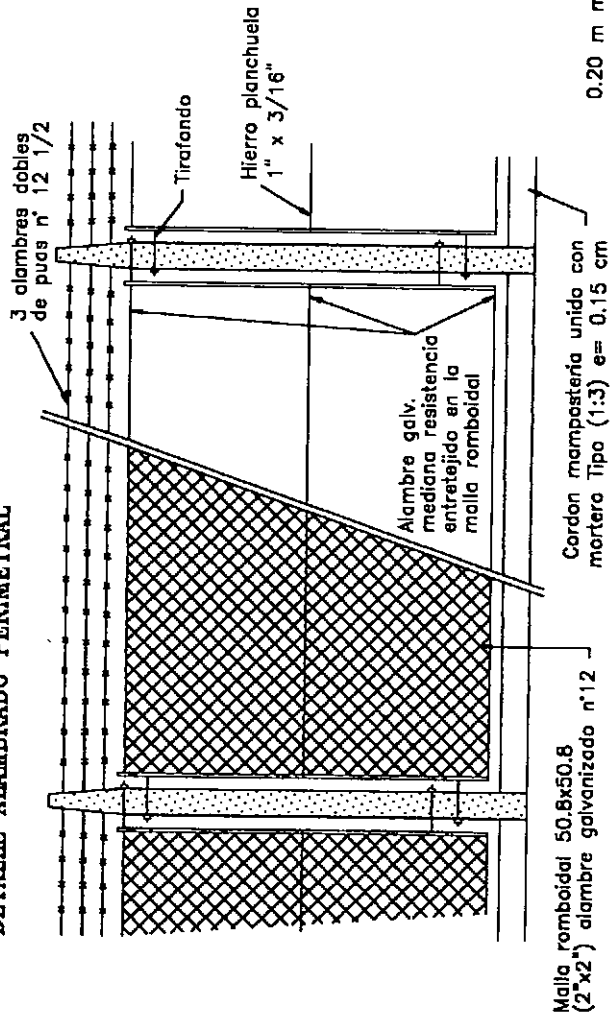 DETALLE ALAMBRADO PERIMETRAL
3 alambres dobles
de puas n° 12 1/2
Tirafondo
Hierro planchuela
1" x 3/16"
Alambre galv.
mediana resistencia
entretejido en la
malla romboidal
Malla romboidal 50.8x50.8
(2"x2") alambre galvanizado n°12
Cordon mamposteria unido con
mortero Tipo (1:3) e= 0.15 cm
0.20 m